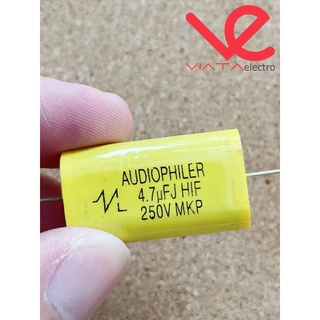 VIATAelectro
AUDIOPHILER
4.7µFJ HIF
250V MKP